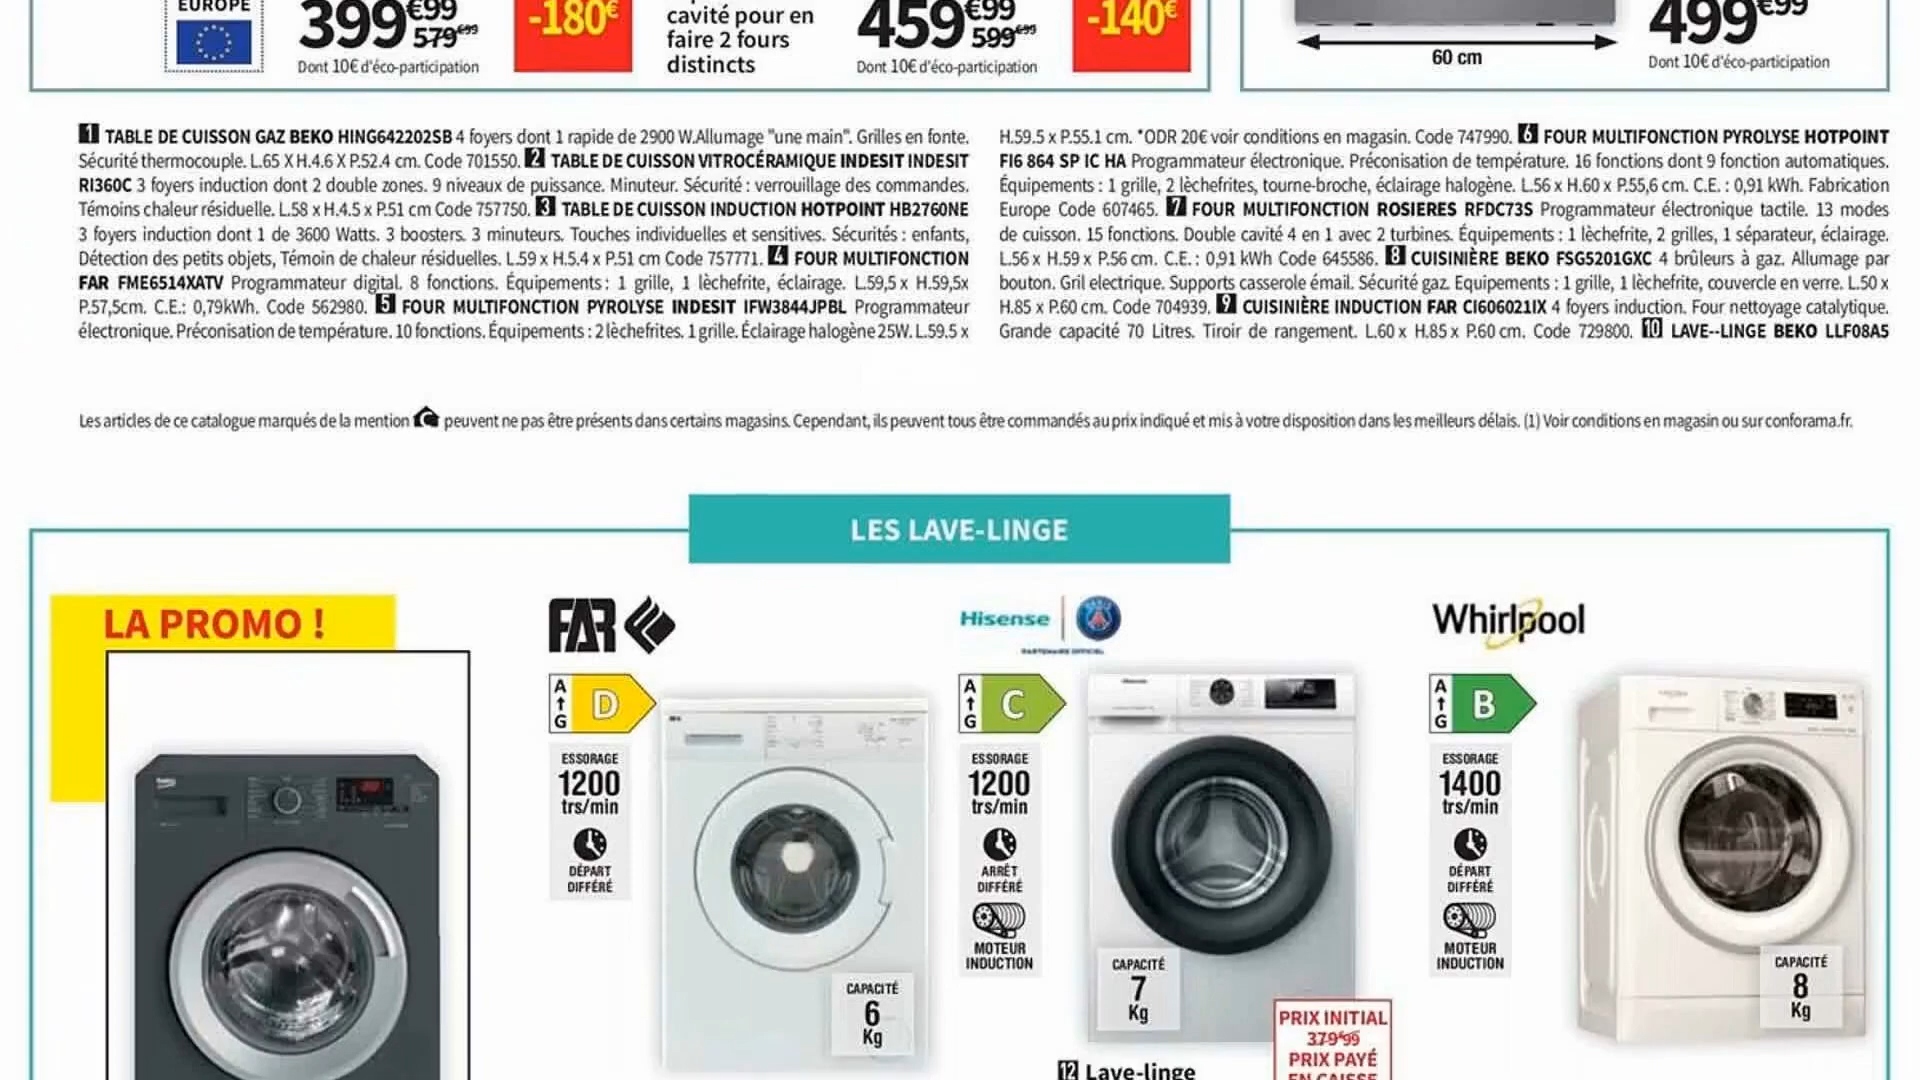 EUROPE
399€99
579€99
Dont 10€ d'éco-participation
-180€
cavité pour en
faire 2 fours
distincts
459€99
599€99
Dont 10€ d'éco-participation
-140€
60 cm
499€99
Dont 10€ d'éco-participation
1 TABLE DE CUISSON GAZ BEKO HING642202SB 4 foyers dont 1 rapide de 2900 W.Allumage "une main". Grilles en fonte.
Sécurité thermocouple. L.65 X H.4.6 X P.52.4 cm. Code 701550. 2 TABLE DE CUISSON VITROCÉRAMIQUE INDESIT INDESIT
RI360C 3 foyers induction dont 2 double zones. 9 niveaux de puissance. Minuteur. Sécurité : verrouillage des commandes.
Témoins chaleur résiduelle. L.58 x H.4.5 x P.51 cm Code 757750. 3 TABLE DE CUISSON INDUCTION HOTPOINT HB2760NE
3 foyers induction dont 1 de 3600 Watts. 3 boosters. 3 minuteurs. Touches individuelles et sensitives. Sécurités : enfants,
Détection des petits objets, Témoin de chaleur résiduelles. L.59 x H.5.4 x P.51 cm Code 757771. 4 FOUR MULTIFONCTION
FAR FME6514XATV Programmateur digital. 8 fonctions. Équipements : 1 grille, 1 lèchefrite, éclairage. L.59,5 x H.59,5x
P.57,5cm. C.E.: 0,79kWh. Code 562980. 5 FOUR MULTIFONCTION PYROLYSE INDESIT IFW3844JPBL Programmateur
électronique. Préconisation de température. 10 fonctions. Équipements : 2 lèchefrites. 1 grille. Éclairage halogène 25W. L.59.5 x
H.59.5 x P.55.1 cm. *ODR 20€ voir conditions en magasin. Code 747990. 6 FOUR MULTIFONCTION PYROLYSE HOTPOINT
FI6 864 SP IC HA Programmateur électronique. Préconisation de température. 16 fonctions dont 9 fonction automatiques.
Équipements : 1 grille, 2 lèchefrites, tourne-broche, éclairage halogène. L.56 x H.60 x P.55,6 cm. C.E. : 0,91 kWh. Fabrication
Europe Code 607465. 7 FOUR MULTIFONCTION ROSIERES RFDC73S Programmateur électronique tactile. 13 modes
de cuisson. 15 fonctions. Double cavité 4 en 1 avec 2 turbines. Équipements : 1 lèchefrite, 2 grilles, 1 séparateur, éclairage.
L.56 x H.59 x P.56 cm. C.E. : 0,91 kWh Code 645586. 8 CUISINIÈRE BEKO FSG5201GXC 4 brûleurs à gaz. Allumage par
bouton. Gril electrique. Supports casserole émail. Sécurité gaz. Equipements : 1 grille, 1 lèchefrite, couvercle en verre. L.50 x
H.85 x P.60 cm. Code 704939. 9 CUISINIÈRE INDUCTION FAR CI606021IX 4 foyers induction. Four nettoyage catalytique.
Grande capacité 70 Litres. Tiroir de rangement. L.60 x H.85 x P.60 cm. Code 729800. 10 LAVE--LINGE BEKO LLF08A5
Les articles de ce catalogue marqués de la mention C peuvent ne pas être présents dans certains magasins. Cependant, ils peuvent tous être commandés au prix indiqué et mis à votre disposition dans les meilleurs délais. (1) Voir conditions en magasin ou sur conforama.fr.
LES LAVE-LINGE
LA PROMO !
beko
FAR
A
G
D
ESSORAGE
1200
trs/min
DÉPART
DIFFÉRÉ
CAPACITÉ
6
Kg
Hisense
PARIS
PARTENAIRE OFFICIEL
A
G
C
ESSORAGE
1200
trs/min
ARRÊT
DIFFÉRÉ
MOTEUR
INDUCTION
Hisense
CAPACITÉ
7
Kg
PRIX INITIAL
379€99
PRIX PAYÉ
EN CAISSE
12 Lave-linge
Whirlpool
A
G
B
ESSORAGE
1400
trs/min
DÉPART
DIFFÉRÉ
MOTEUR
INDUCTION
CAPACITÉ
8
Kg